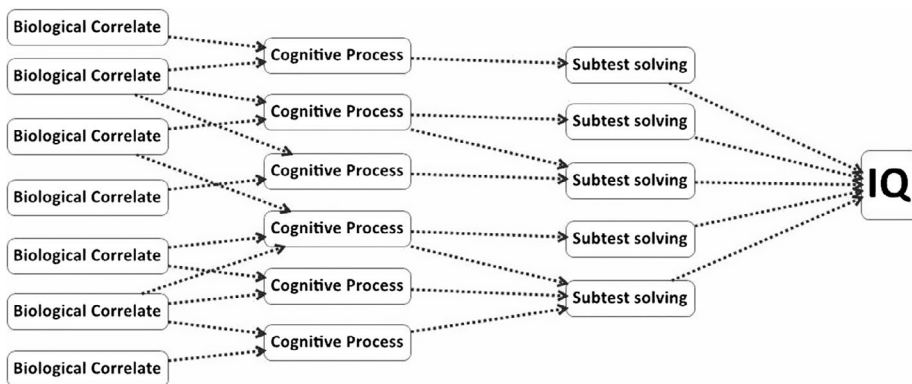 Biological Correlate
Biological Correlate
Biological Correlate
Biological Correlate
Biological Correlate
Biological Correlate
Biological Correlate
Cognitive Process
Cognitive Process
Cognitive Process
Cognitive Process
Cognitive Process
Cognitive Process
Subtest solving
Subtest solving
Subtest solving
Subtest solving
Subtest solving
IQ